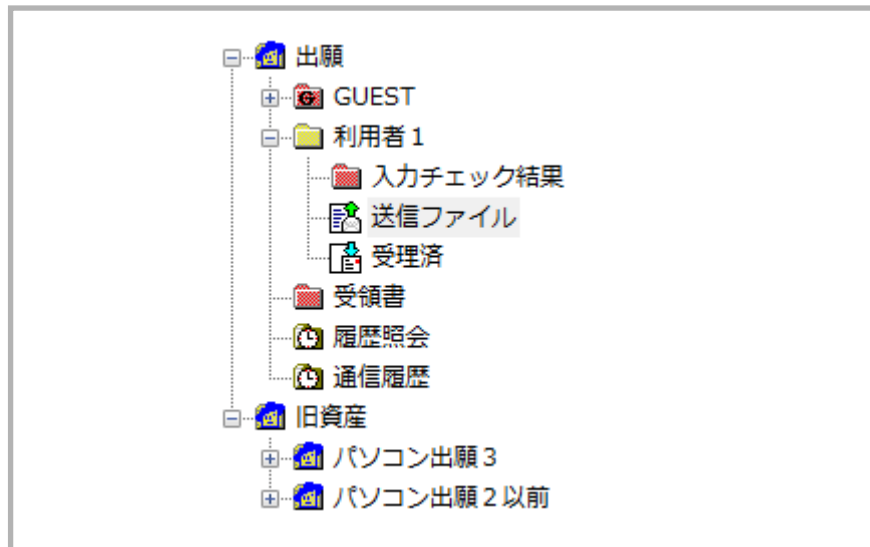 出願
GUEST
利用者1
入力チェック結果
送信ファイル
受理済
受領書
履歴照会
通信履歴
旧資産
パソコン出願3
パソコン出願2以前